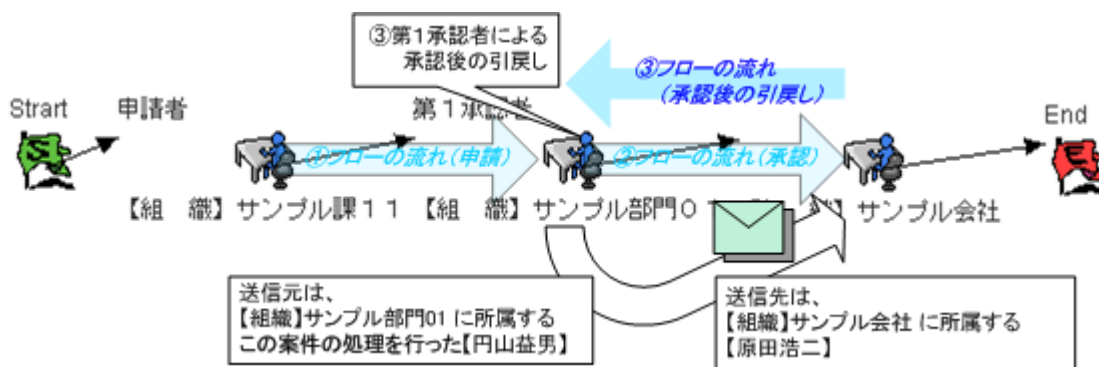 ③第1承認者による
承認後の引戻し
③フローの流れ
(承認後の引戻し)
Strart
申請者
第1承認者
End
①フローの流れ(申請)
②フローの流れ(承認)
【組　織】サンプル課11
【組　織】サンプル部門0
サンプル会社
送信元は、
【組織】サンプル部門01 に所属する
この案件の処理を行った【円山益男】
送信先は、
【組織】サンプル会社 に所属する
【原田浩二】